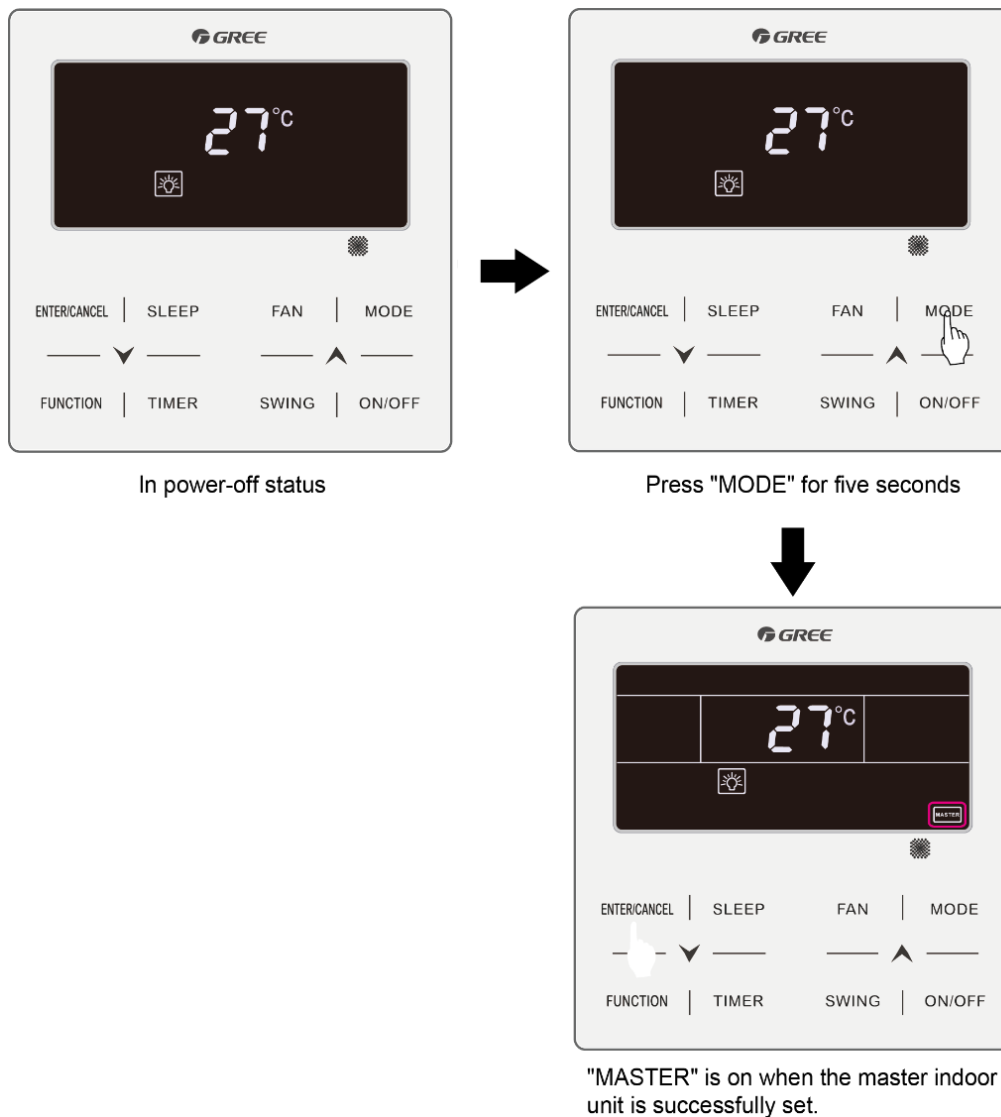 GREE
27°C
ENTER/CANCEL SLEEP FAN MODE
FUNCTION TIMER SWING ON/OFF
In power-off status
GREE
27°C
ENTER/CANCEL SLEEP FAN MODE
FUNCTION TIMER SWING ON/OFF
Press "MODE" for five seconds
GREE
27°C
MASTER
ENTER/CANCEL SLEEP FAN MODE
FUNCTION TIMER SWING ON/OFF
"MASTER" is on when the master indoor
unit is successfully set.